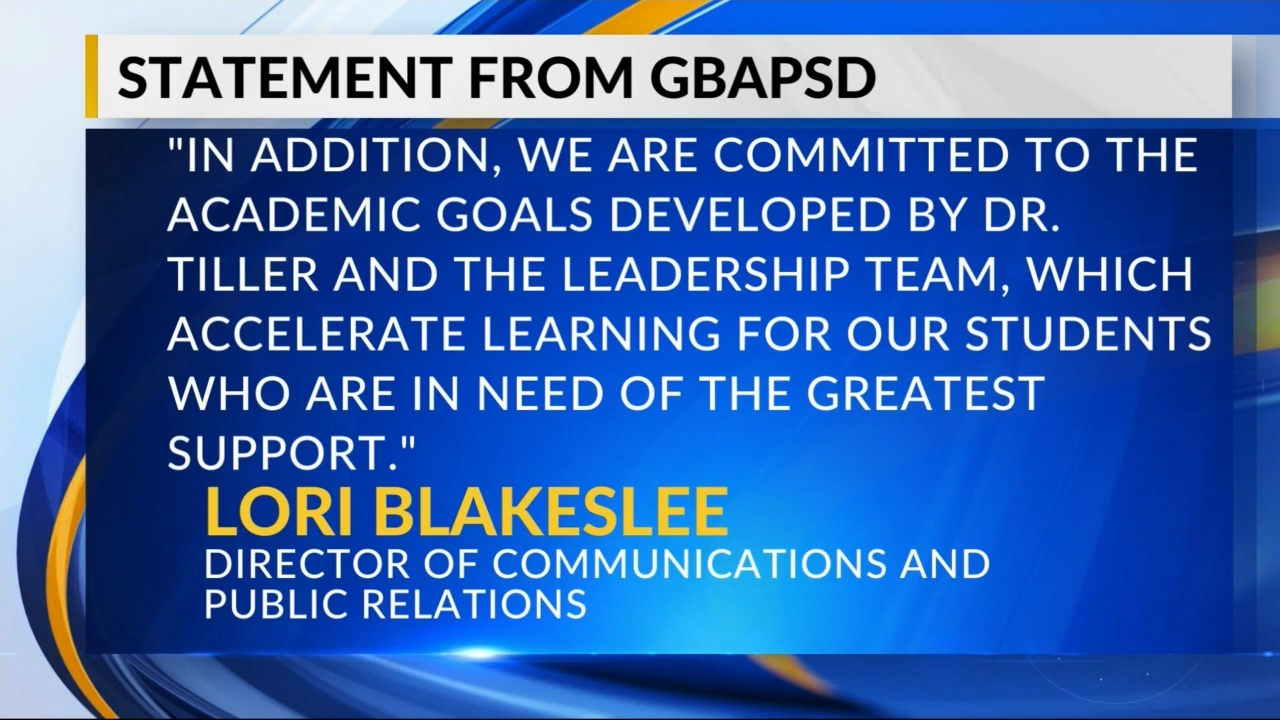 STATEMENT FROM GBAPSD
"IN ADDITION, WE ARE COMMITTED TO THE
ACADEMIC GOALS DEVELOPED BY DR.
TILLER AND THE LEADERSHIP TEAM, WHICH
ACCELERATE LEARNING FOR OUR STUDENTS
WHO ARE IN NEED OF THE GREATEST
SUPPORT."
LORI BLAKESLEE
DIRECTOR OF COMMUNICATIONS AND
PUBLIC RELATIONS